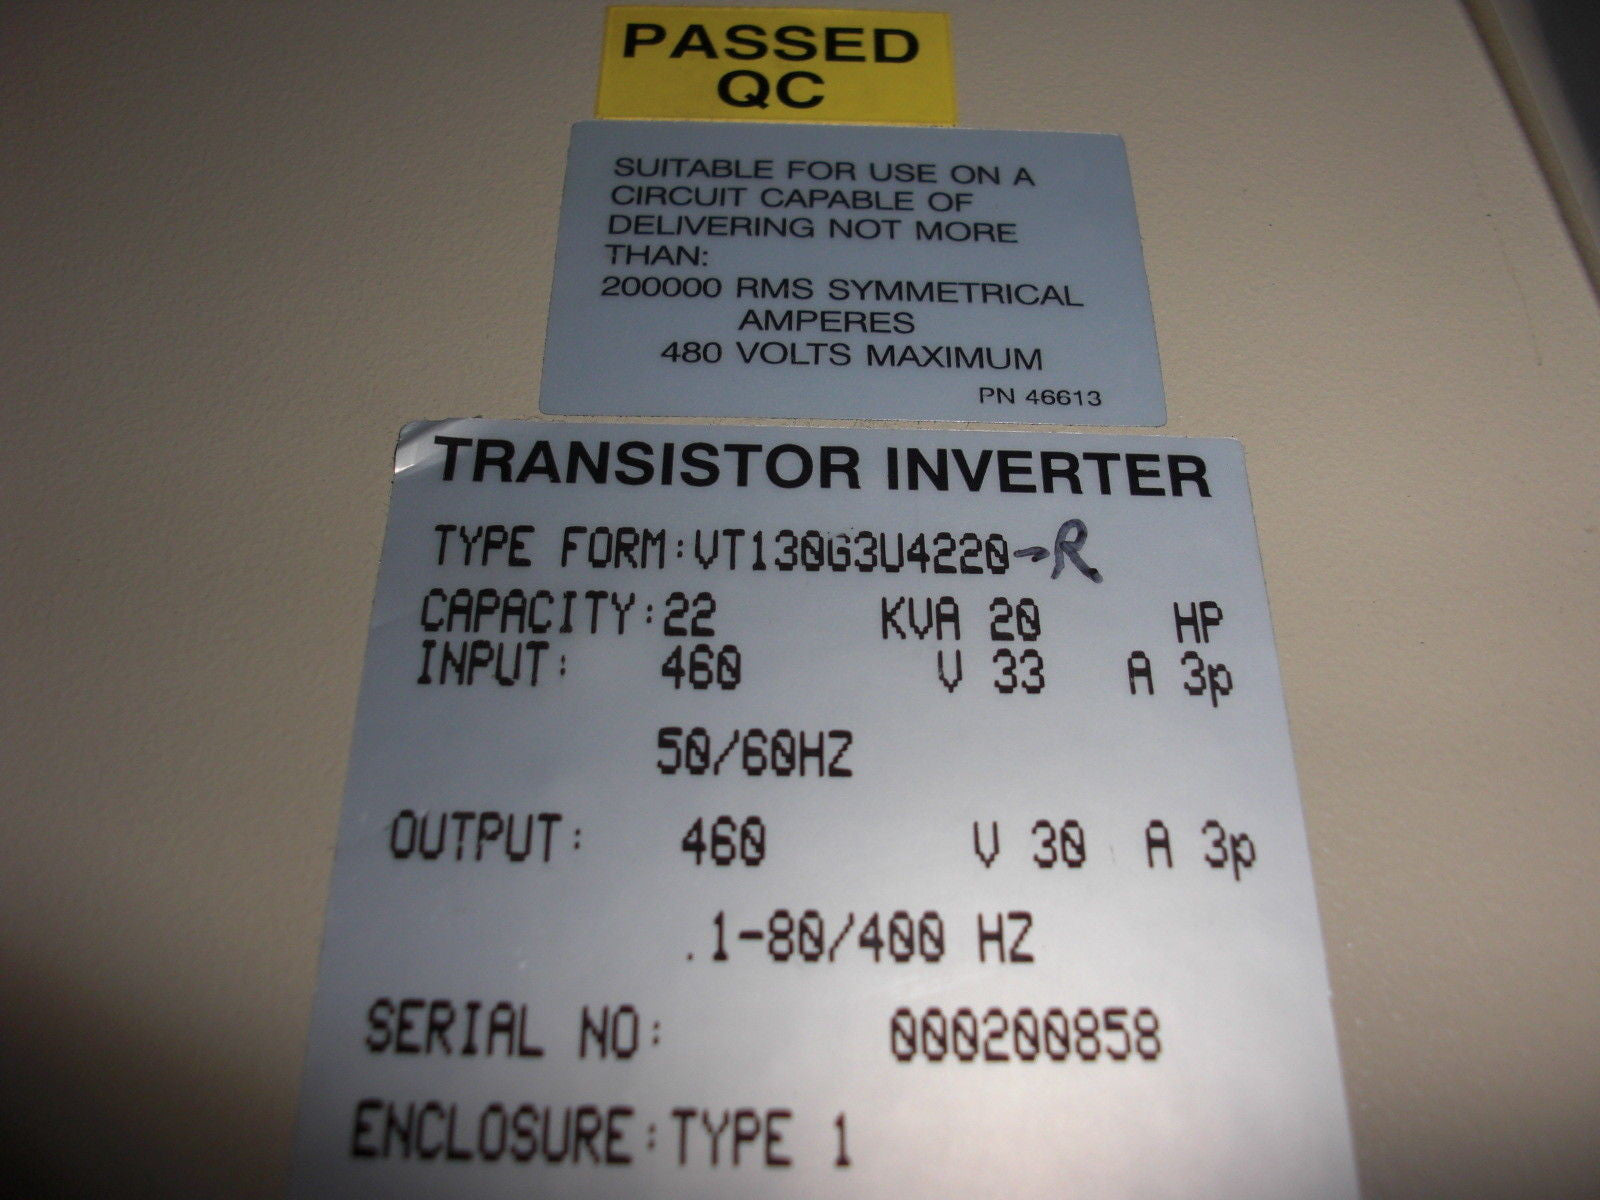 PASSED
QC
SUITABLE FOR USE ON A
CIRCUIT CAPABLE OF
DELIVERING NOT MORE
THAN:
200000 RMS SYMMETRICAL
AMPERES
480 VOLTS MAXIMUM
PN 46613
TRANSISTOR INVERTER
TYPE FORM:VT130G3U4220-R
CAPACITY:22 KVA 20 HP
INPUT: 460 V 33 A 3p
50/60HZ
OUTPUT: 460 V 30 A 3p
.1-80/400 HZ
SERIAL NO: 000200858
ENCLOSURE:TYPE 1